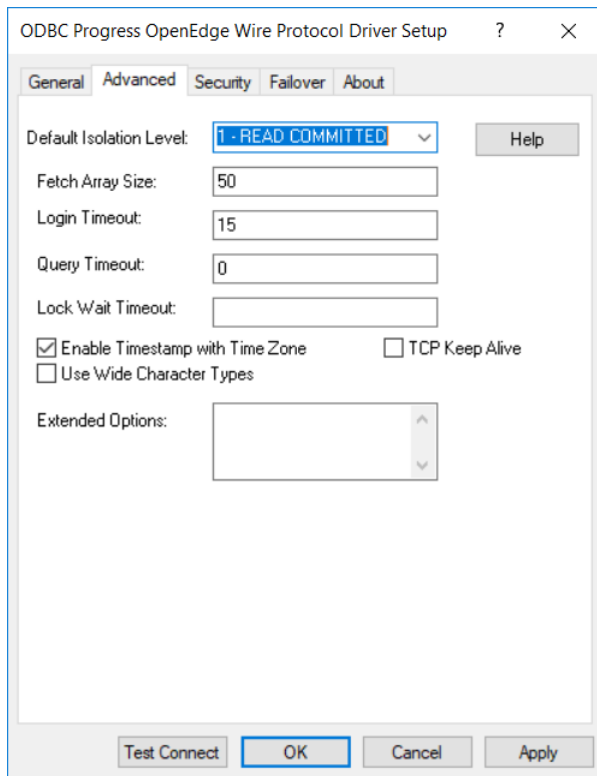 ODBC Progress OpenEdge Wire Protocol Driver Setup ? ×
General Advanced Security Failover About
Default Isolation Level: 1 - READ COMMITTED Help
Fetch Array Size: 50
Login Timeout: 15
Query Timeout: 0
Lock Wait Timeout:
Enable Timestamp with Time Zone TCP Keep Alive
Use Wide Character Types
Extended Options:
Test Connect OK Cancel Apply